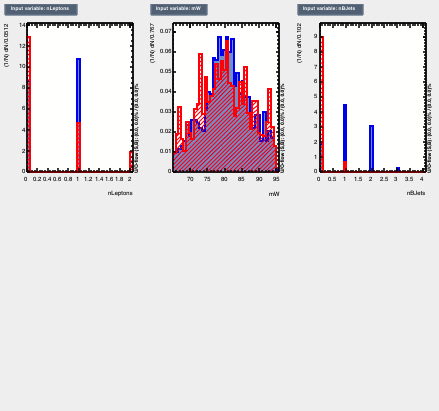 Input variable: nLeptons
(1/N) dN/0.0512
14
12
10
8
6
4
2
0
0 0.2 0.4 0.6 0.8 1 1.2 1.4 1.6 1.8 2
nLeptons
Input variable: mW
(1/N) dN/0.767
0.07
0.06
0.05
0.04
0.03
0.02
0.01
0
70 75 80 85 90 95
mW
Input variable: nBJets
(1/N) dN/0.102
9
8
7
6
5
4
3
2
1
0
0 0.5 1 1.5 2 2.5 3 3.5 4
nBJets